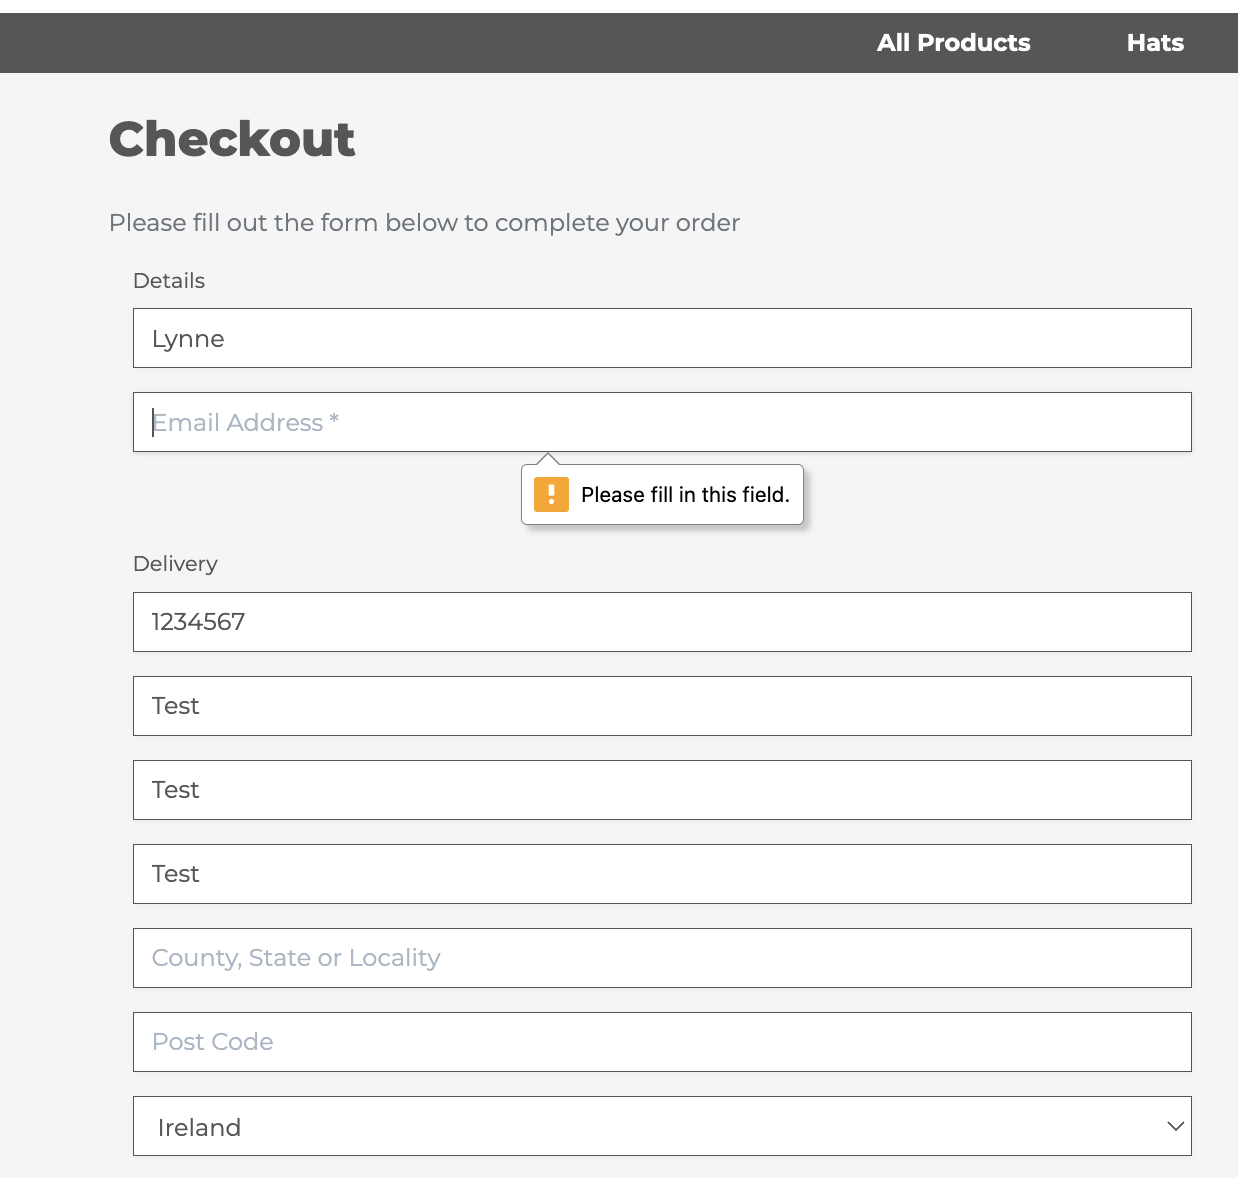 All Products Hats
Checkout
Please fill out the form below to complete your order
Details
Lynne
Email Address *
! Please fill in this field.
Delivery
1234567
Test
Test
Test
County, State or Locality
Post Code
Ireland